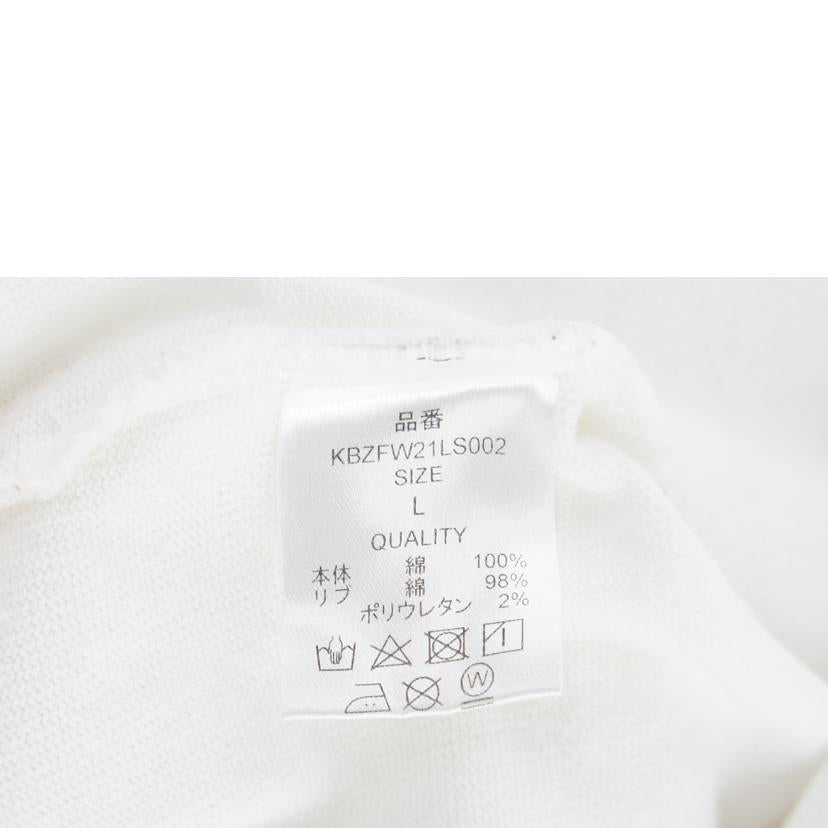 品番
KBZFW21LS002
SIZE
L
QUALITY
本体 綿 100%
リブ 綿 98%
ポリウレタン 2%
W